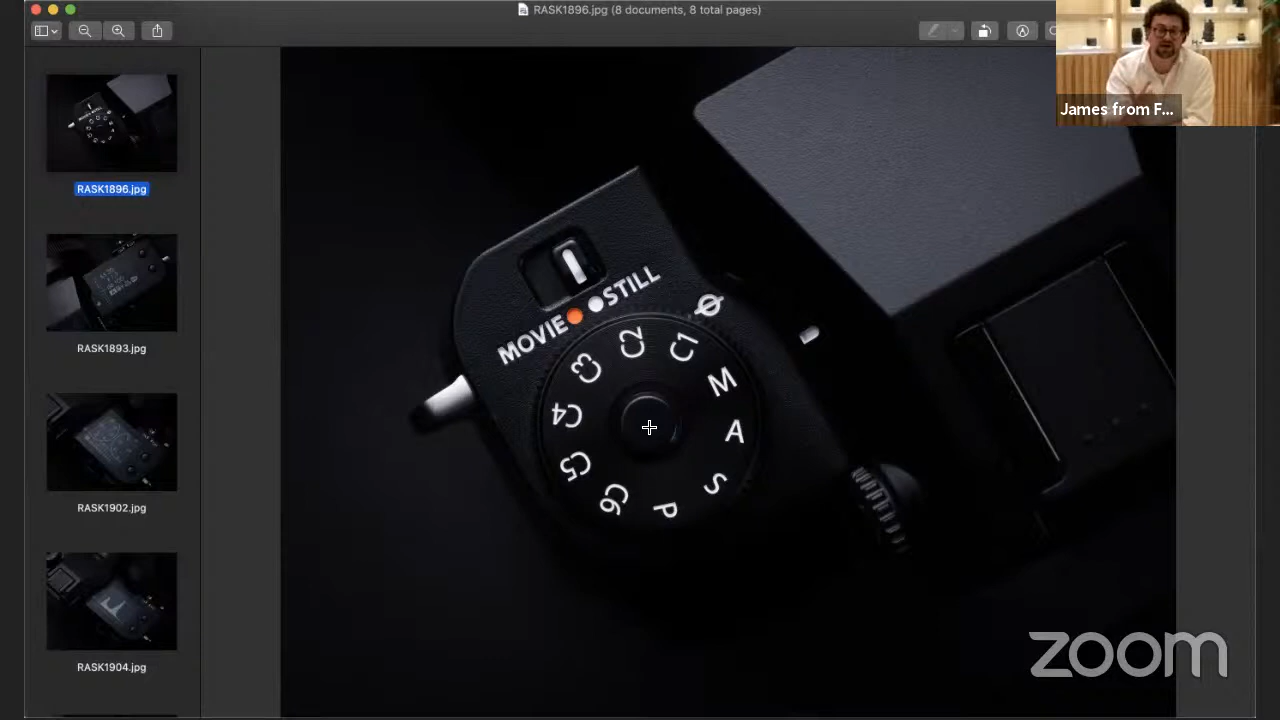 RASK1896.jpg (8 documents, 8 total pages)
James from F...
RASK1896.jpg
RASK1893.jpg
RASK1902.jpg
RASK1904.jpg
MOVIE STILL
C1
C2
C3
C4
C5
C6
P
S
A
M
zoom